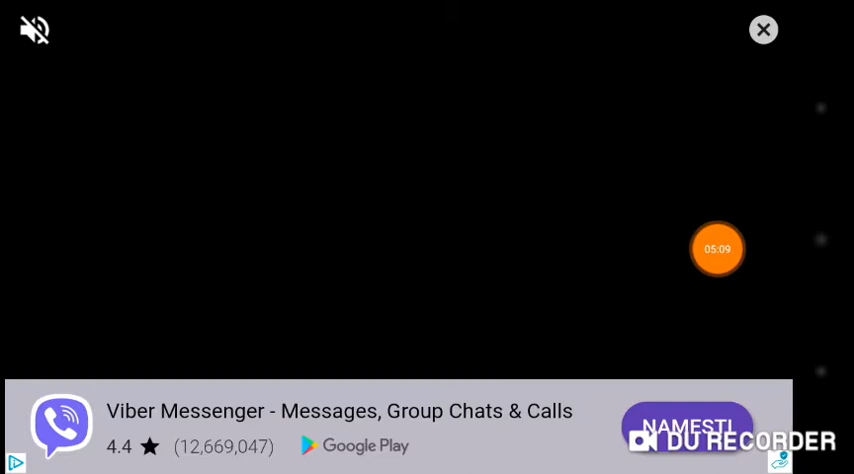 05:09
Viber Messenger - Messages, Group Chats & Calls
NAMESTI
4.4 ★ (12,669,047) Google Play
DU RECORDER